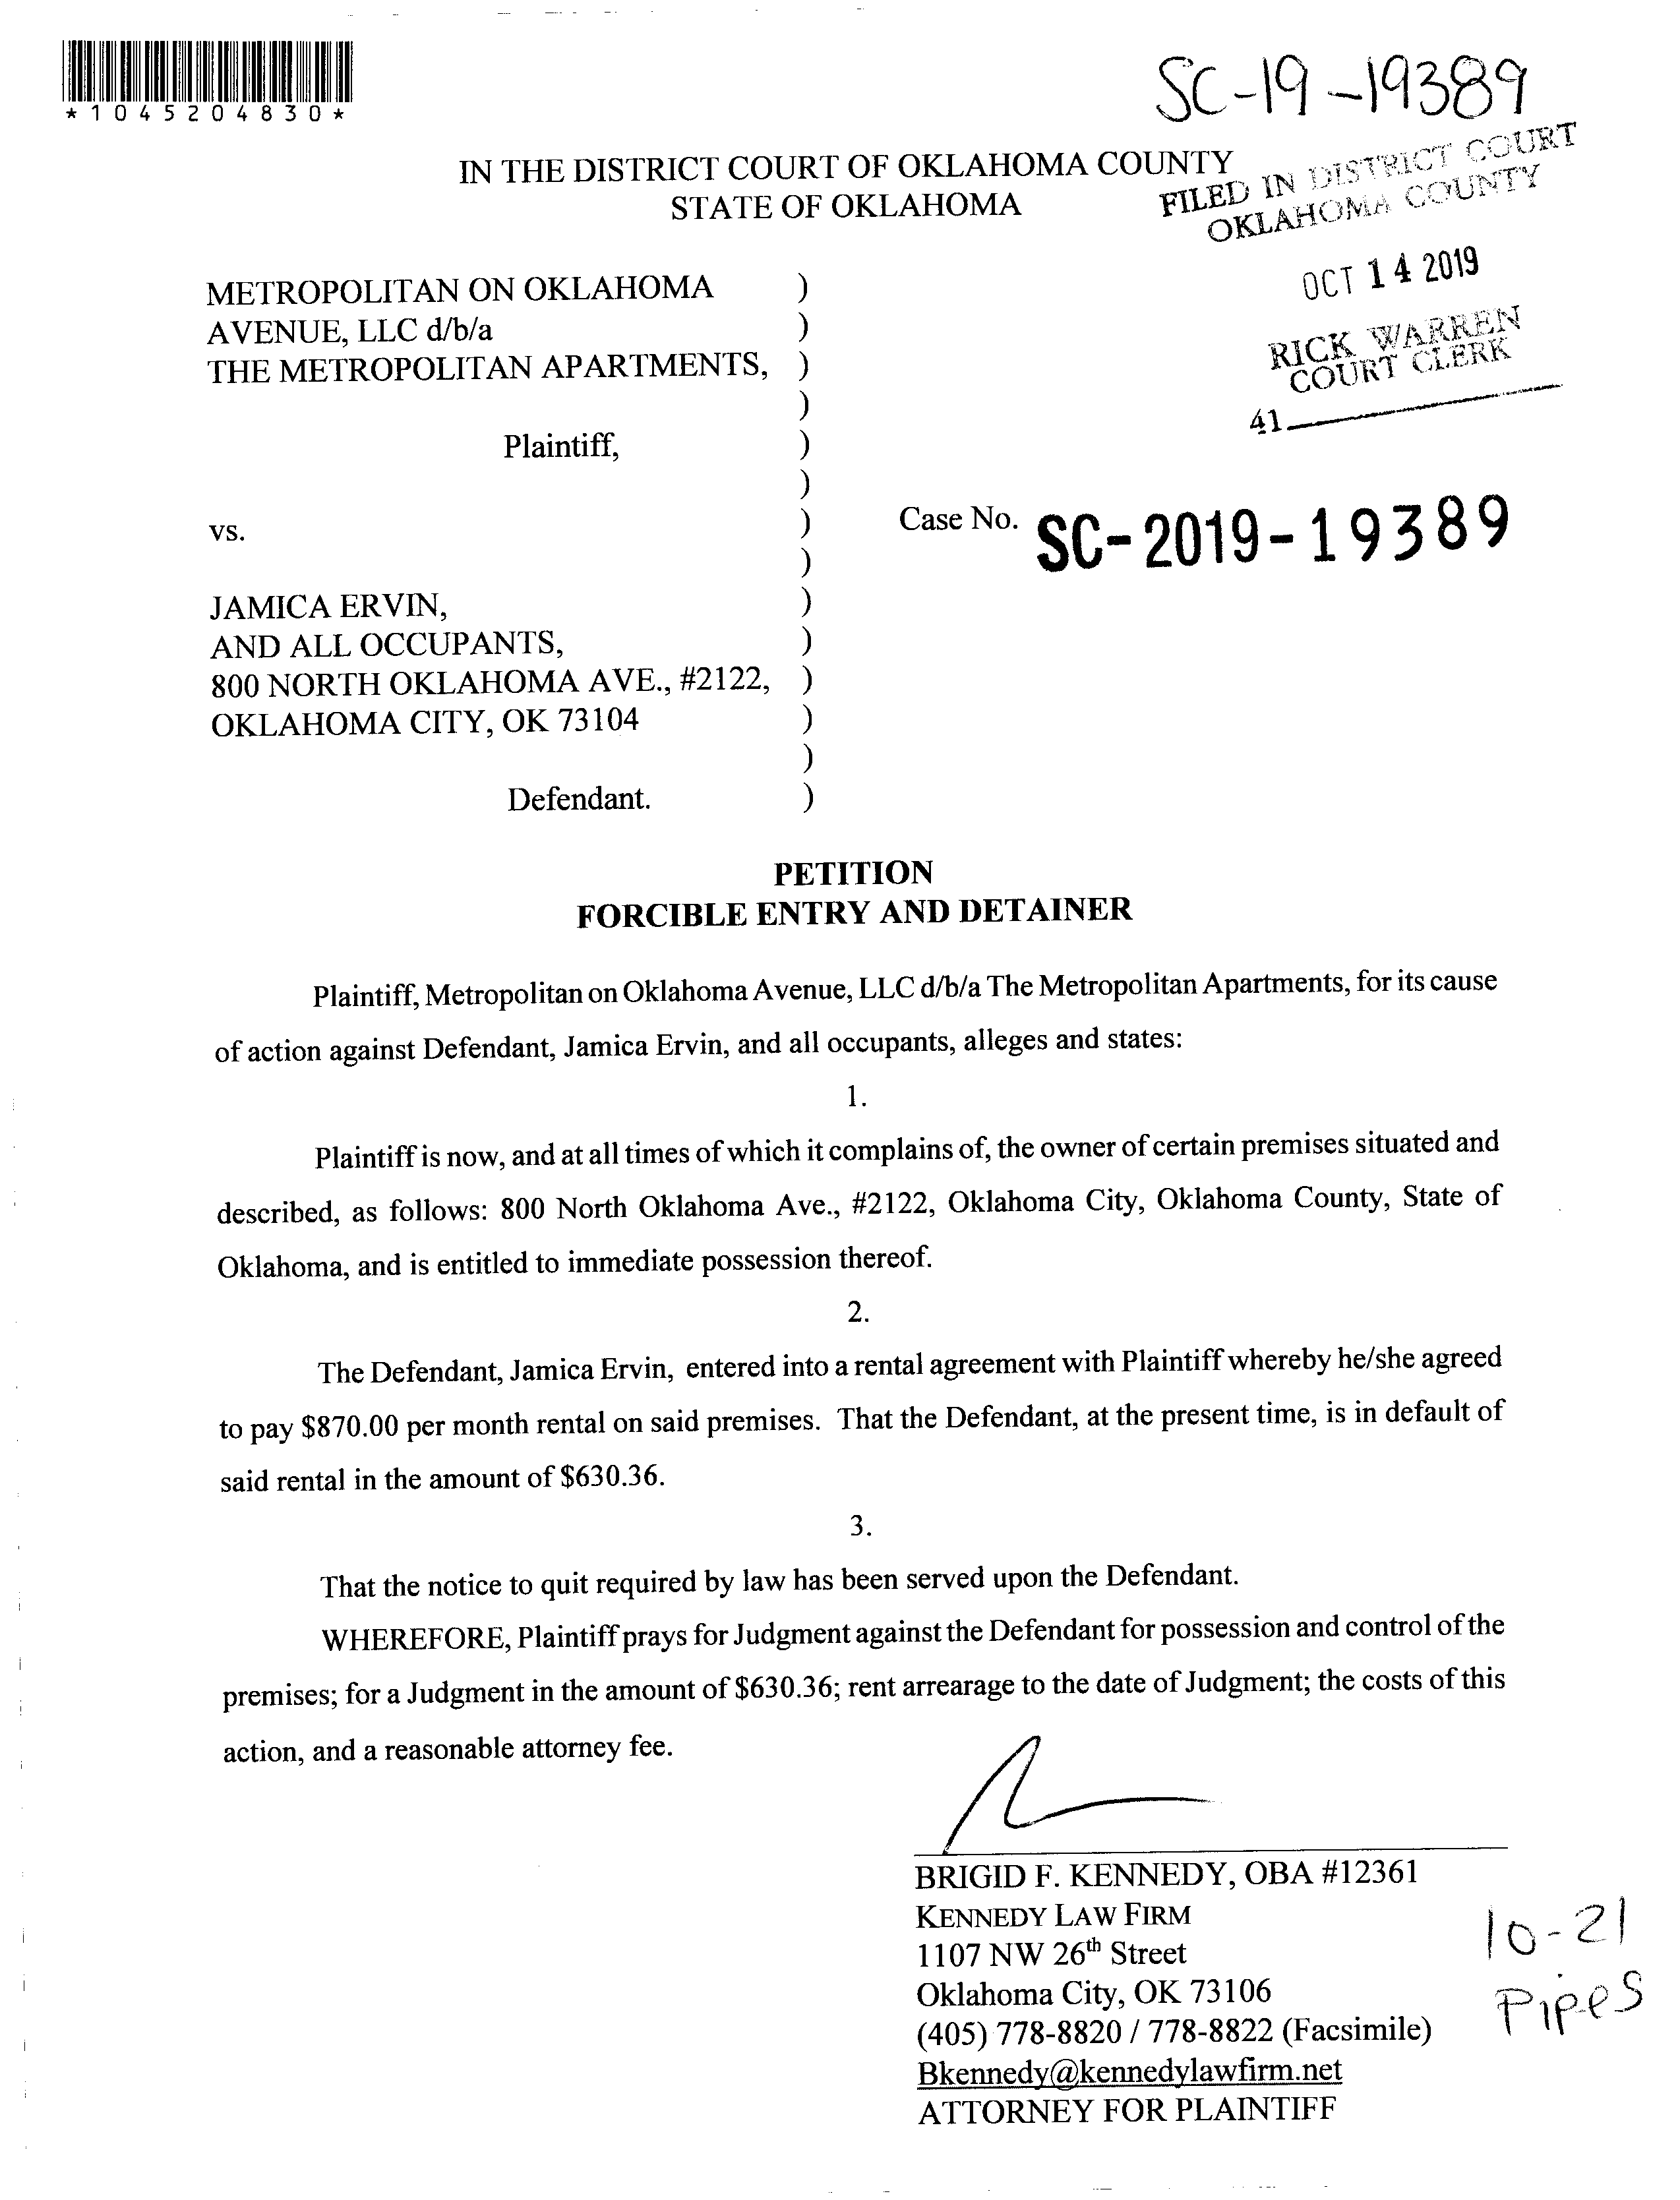 *1045204830*
SC-19-19389
IN THE DISTRICT COURT OF OKLAHOMA COUNTY
STATE OF OKLAHOMA
FILED IN DISTRICT COURT
OKLAHOMA COUNTY
OCT 14 2019
RICK WARREN
COURT CLERK
41
METROPOLITAN ON OKLAHOMA )
AVENUE, LLC d/b/a )
THE METROPOLITAN APARTMENTS, )
)
Plaintiff, )
)
vs. )
Case No. SC-2019-19389
)
JAMICA ERVIN, )
AND ALL OCCUPANTS, )
800 NORTH OKLAHOMA AVE., #2122, )
OKLAHOMA CITY, OK 73104 )
)
Defendant. )
PETITION
FORCIBLE ENTRY AND DETAINER
Plaintiff, Metropolitan on Oklahoma Avenue, LLC d/b/a The Metropolitan Apartments, for its cause
of action against Defendant, Jamica Ervin, and all occupants, alleges and states:
1.
Plaintiff is now, and at all times of which it complains of, the owner of certain premises situated and
described, as follows: 800 North Oklahoma Ave., #2122, Oklahoma City, Oklahoma County, State of
Oklahoma, and is entitled to immediate possession thereof.
2.
The Defendant, Jamica Ervin, entered into a rental agreement with Plaintiff whereby he/she agreed
to pay $870.00 per month rental on said premises. That the Defendant, at the present time, is in default of
said rental in the amount of $630.36.
3.
That the notice to quit required by law has been served upon the Defendant.
WHEREFORE, Plaintiff prays for Judgment against the Defendant for possession and control of the
premises; for a Judgment in the amount of $630.36; rent arrearage to the date of Judgment; the costs of this
action, and a reasonable attorney fee.
BRIGID F. KENNEDY, OBA #12361
KENNEDY LAW FIRM
1107 NW 26th Street
Oklahoma City, OK 73106
(405) 778-8820 / 778-8822 (Facsimile)
Bkennedy@kennedylawfirm.net
ATTORNEY FOR PLAINTIFF
10-21
Pipes